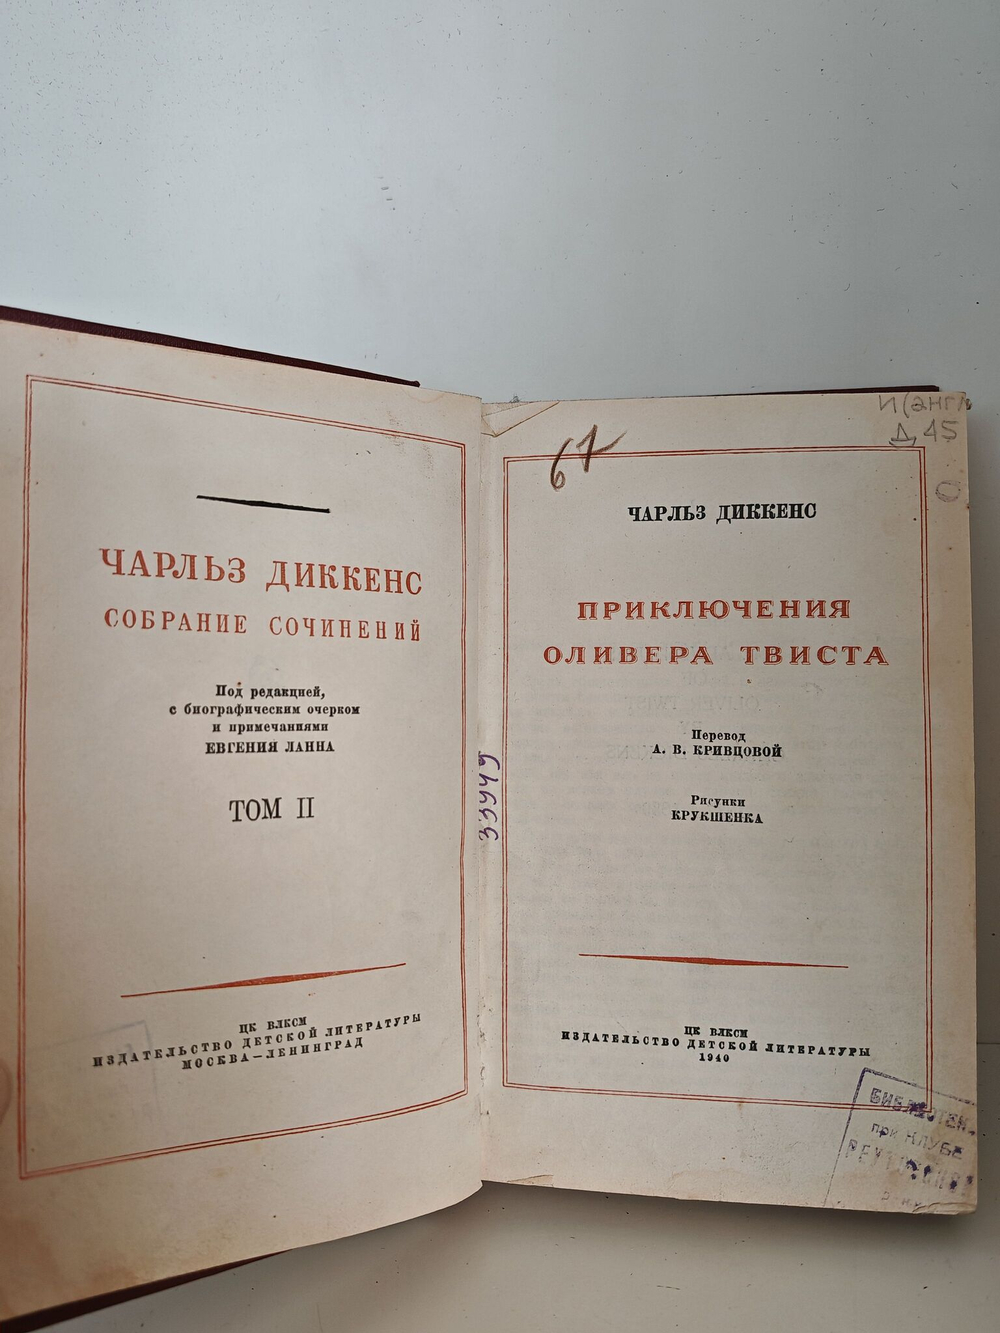 ЧАРЛЬЗ ДИККЕНС
СОБРАНИЕ СОЧИНЕНИЙ
Под редакцией,
с биографическим очерком
и примечаниями
ЕВГЕНИЯ ЛАННА
ТОМ II
ЦК ВЛКСМ
ИЗДАТЕЛЬСТВО ДЕТСКОЙ ЛИТЕРАТУРЫ
МОСКВА—ЛЕНИНГРАД
67
И(англ
Д 45
ЧАРЛЬЗ ДИККЕНС
ПРИКЛЮЧЕНИЯ
ОЛИВЕРА ТВИСТА
Перевод
А. В. КРИВЦОВОЙ
Рисунки
КРУКШЕНКА
ЦК ВЛКСМ
ИЗДАТЕЛЬСТВО ДЕТСКОЙ ЛИТЕРАТУРЫ
1940
БИБЛИОТЕК
при КЛУБЕ